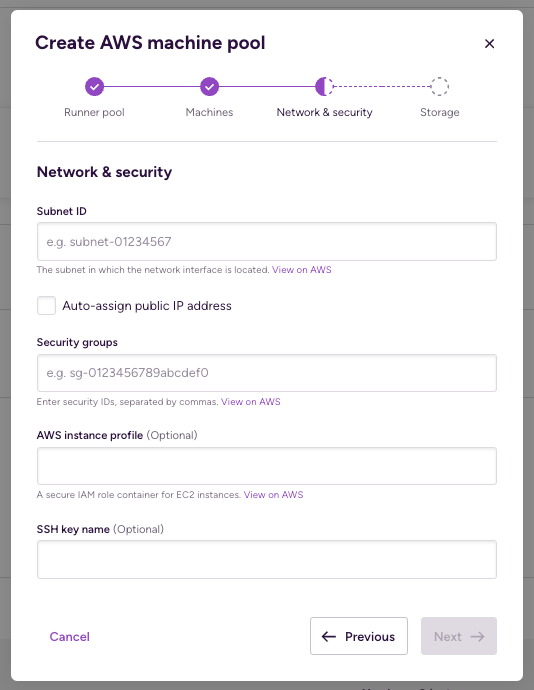 Create AWS machine pool
Runner pool
Machines
Network & security
Storage
Network & security
Subnet ID
e.g. subnet-01234567
The subnet in which the network interface is located. View on AWS
Auto-assign public IP address
Security groups
e.g. sg-0123456789abcdef0
Enter security IDs, separated by commas. View on AWS
AWS instance profile (Optional)
A secure IAM role container for EC2 instances. View on AWS
SSH key name (Optional)
Cancel
Previous
Next